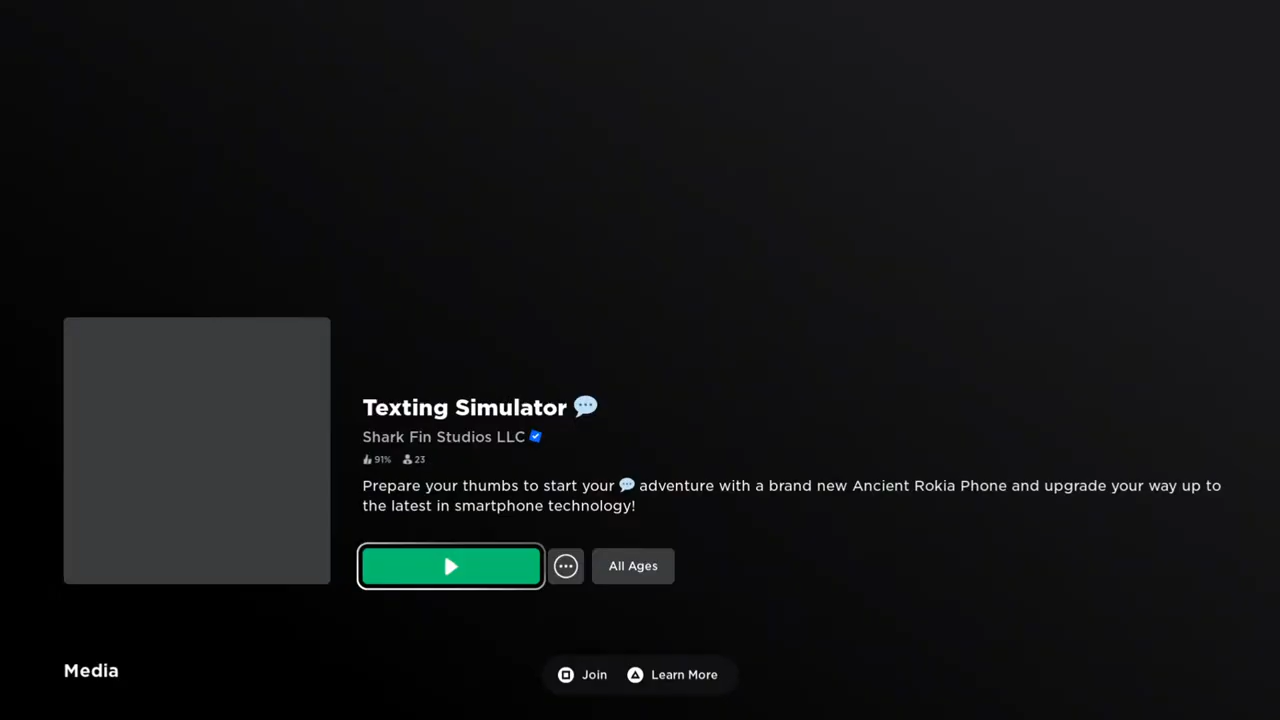 Texting Simulator 💬
Shark Fin Studios LLC
91% 23
Prepare your thumbs to start your 💬 adventure with a brand new Ancient Rokia Phone and upgrade your way up to
the latest in smartphone technology!
All Ages
Media
Join Learn More